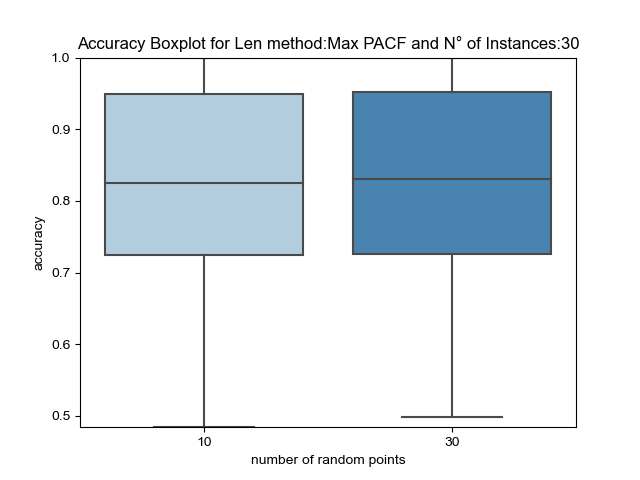 Accuracy Boxplot for Len method:Max PACF and N° of Instances:30
1.0
0.9
0.8
0.7
0.6
0.5
accuracy
10 30
number of random points